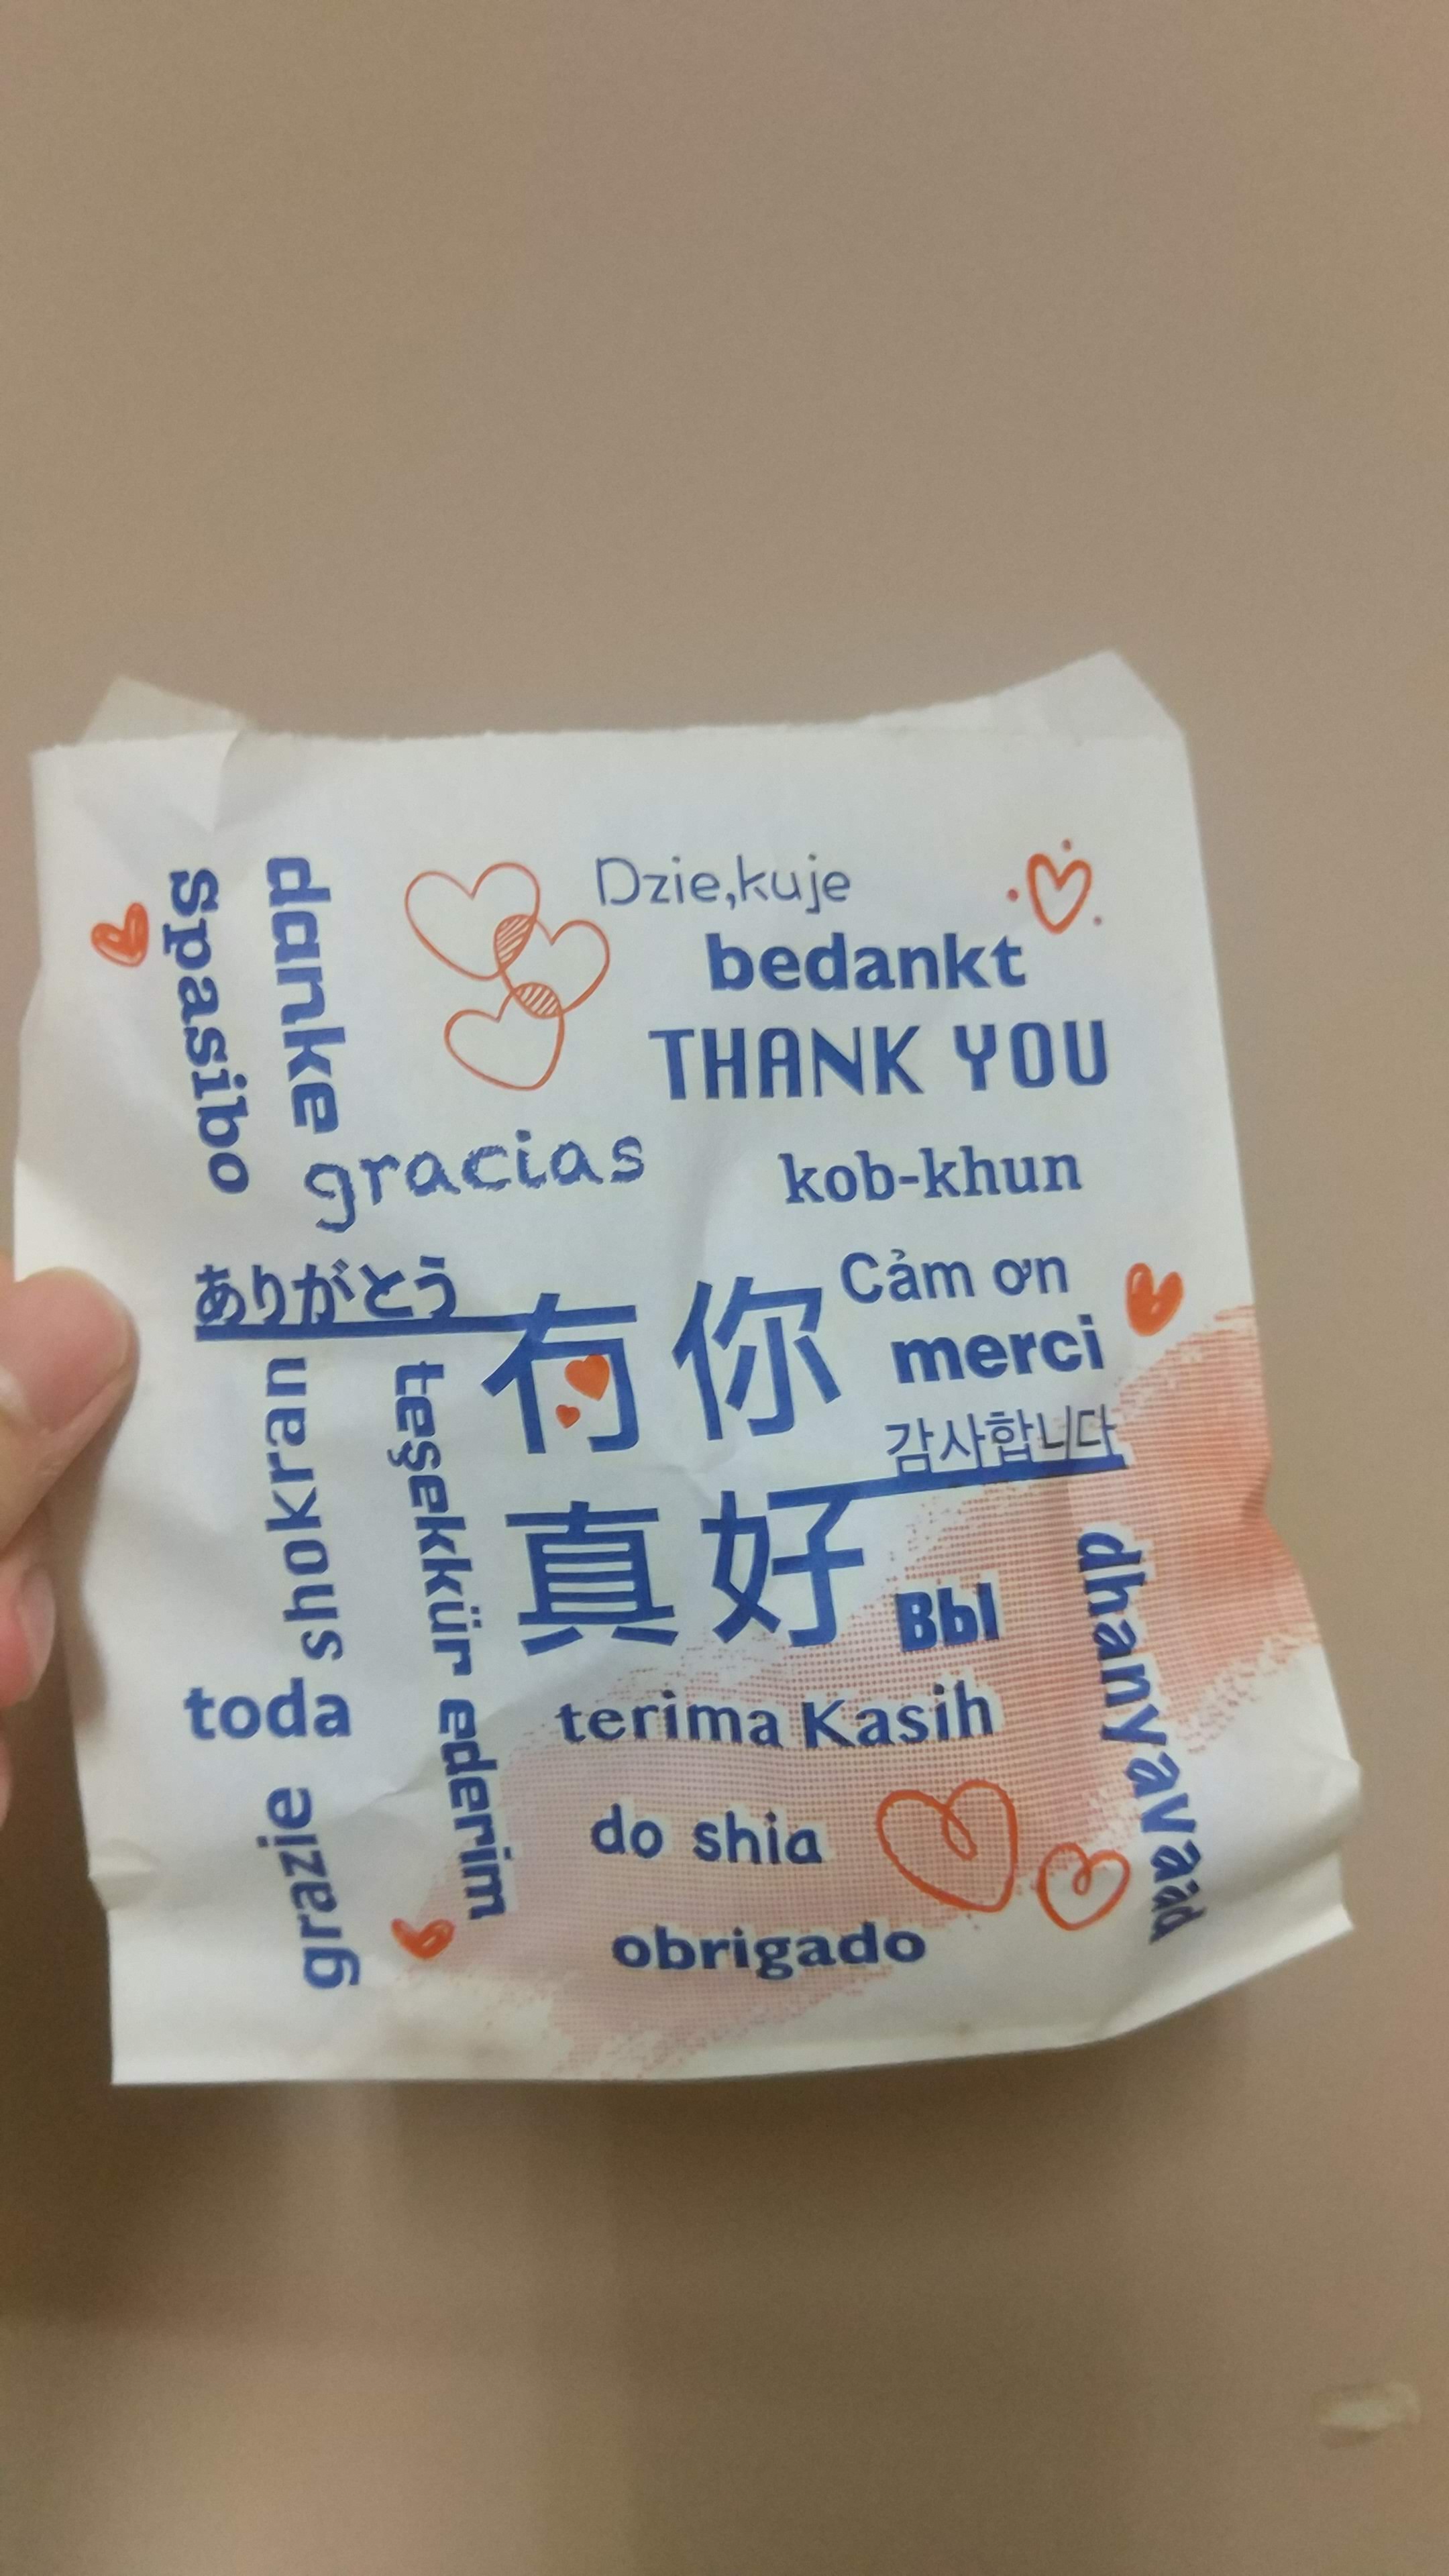 Spasibo
danke
Dzie,kuje
bedankt
THANK YOU
gracias
kob-khun
ありがとう
有你
真好
Cảm ơn
merci
감사합니다
shokran
teşekkür ederim
Bbl
dhanyavaad
toda
terima Kasih
grazie
do shia
obrigado